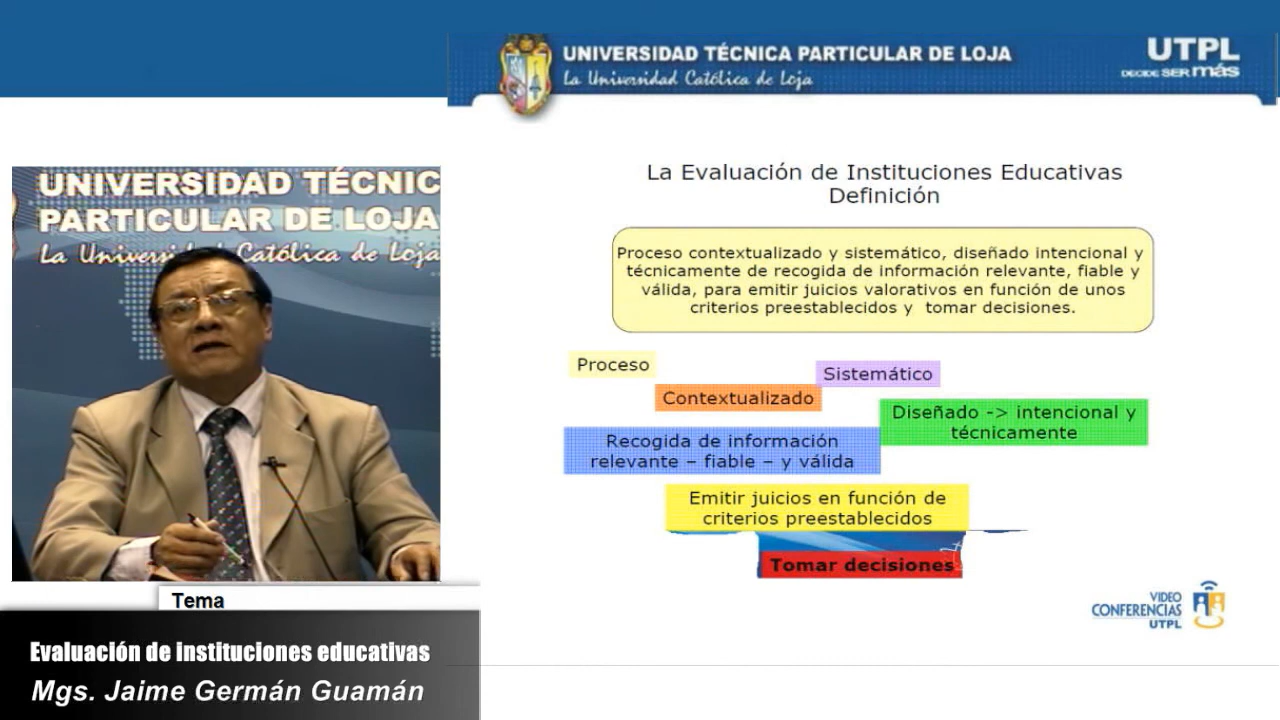 UNIVERSIDAD TÉCNICA PARTICULAR DE LOJA
La Universidad Católica de Loja
UTPL
DECIDE SER más
UNIVERSIDAD TÉCNIC
PARTICULAR DE LOJA
La Universi Católica de Loja
La Evaluación de Instituciones Educativas
Definición
Proceso contextualizado y sistemático, diseñado intencional y
técnicamente de recogida de información relevante, fiable y
válida, para emitir juicios valorativos en función de unos
criterios preestablecidos y tomar decisiones.
Proceso
Sistemático
Contextualizado
Diseñado -> intencional y
técnicamente
Recogida de información
relevante – fiable – y válida
Emitir juicios en función de
criterios preestablecidos
Tomar decisiones
VIDEO
CONFERENCIAS
UTPL
Tema
Evaluación de instituciones educativas
Mgs. Jaime Germán Guamán